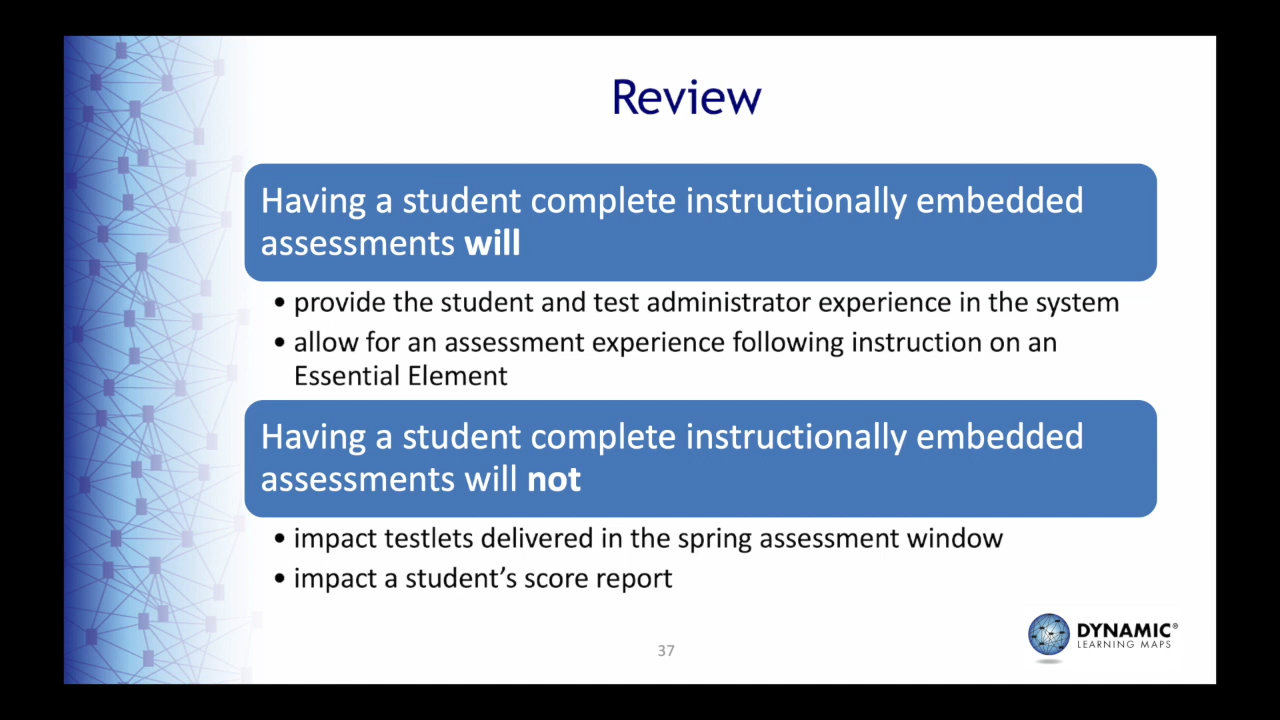 Review
Having a student complete instructionally embedded
assessments will
• provide the student and test administrator experience in the system
• allow for an assessment experience following instruction on an
Essential Element
Having a student complete instructionally embedded
assessments will not
• impact testlets delivered in the spring assessment window
• impact a student’s score report
37
DYNAMIC®
LEARNING MAPS